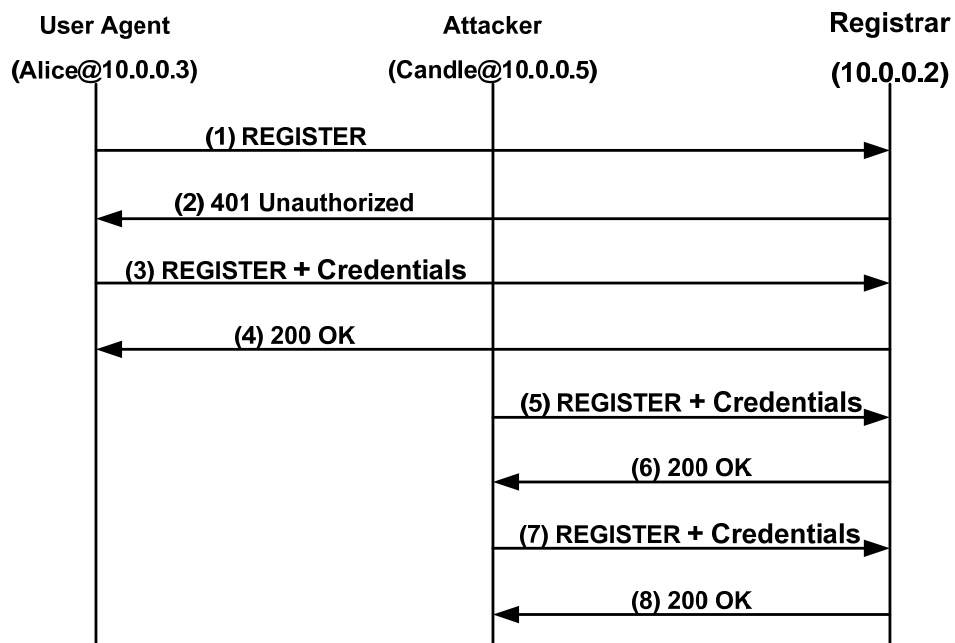 User Agent
(Alice@10.0.0.3)
Attacker
(Candle@10.0.0.5)
Registrar
(10.0.0.2)
(1) REGISTER
(2) 401 Unauthorized
(3) REGISTER + Credentials
(4) 200 OK
(5) REGISTER + Credentials
(6) 200 OK
(7) REGISTER + Credentials
(8) 200 OK